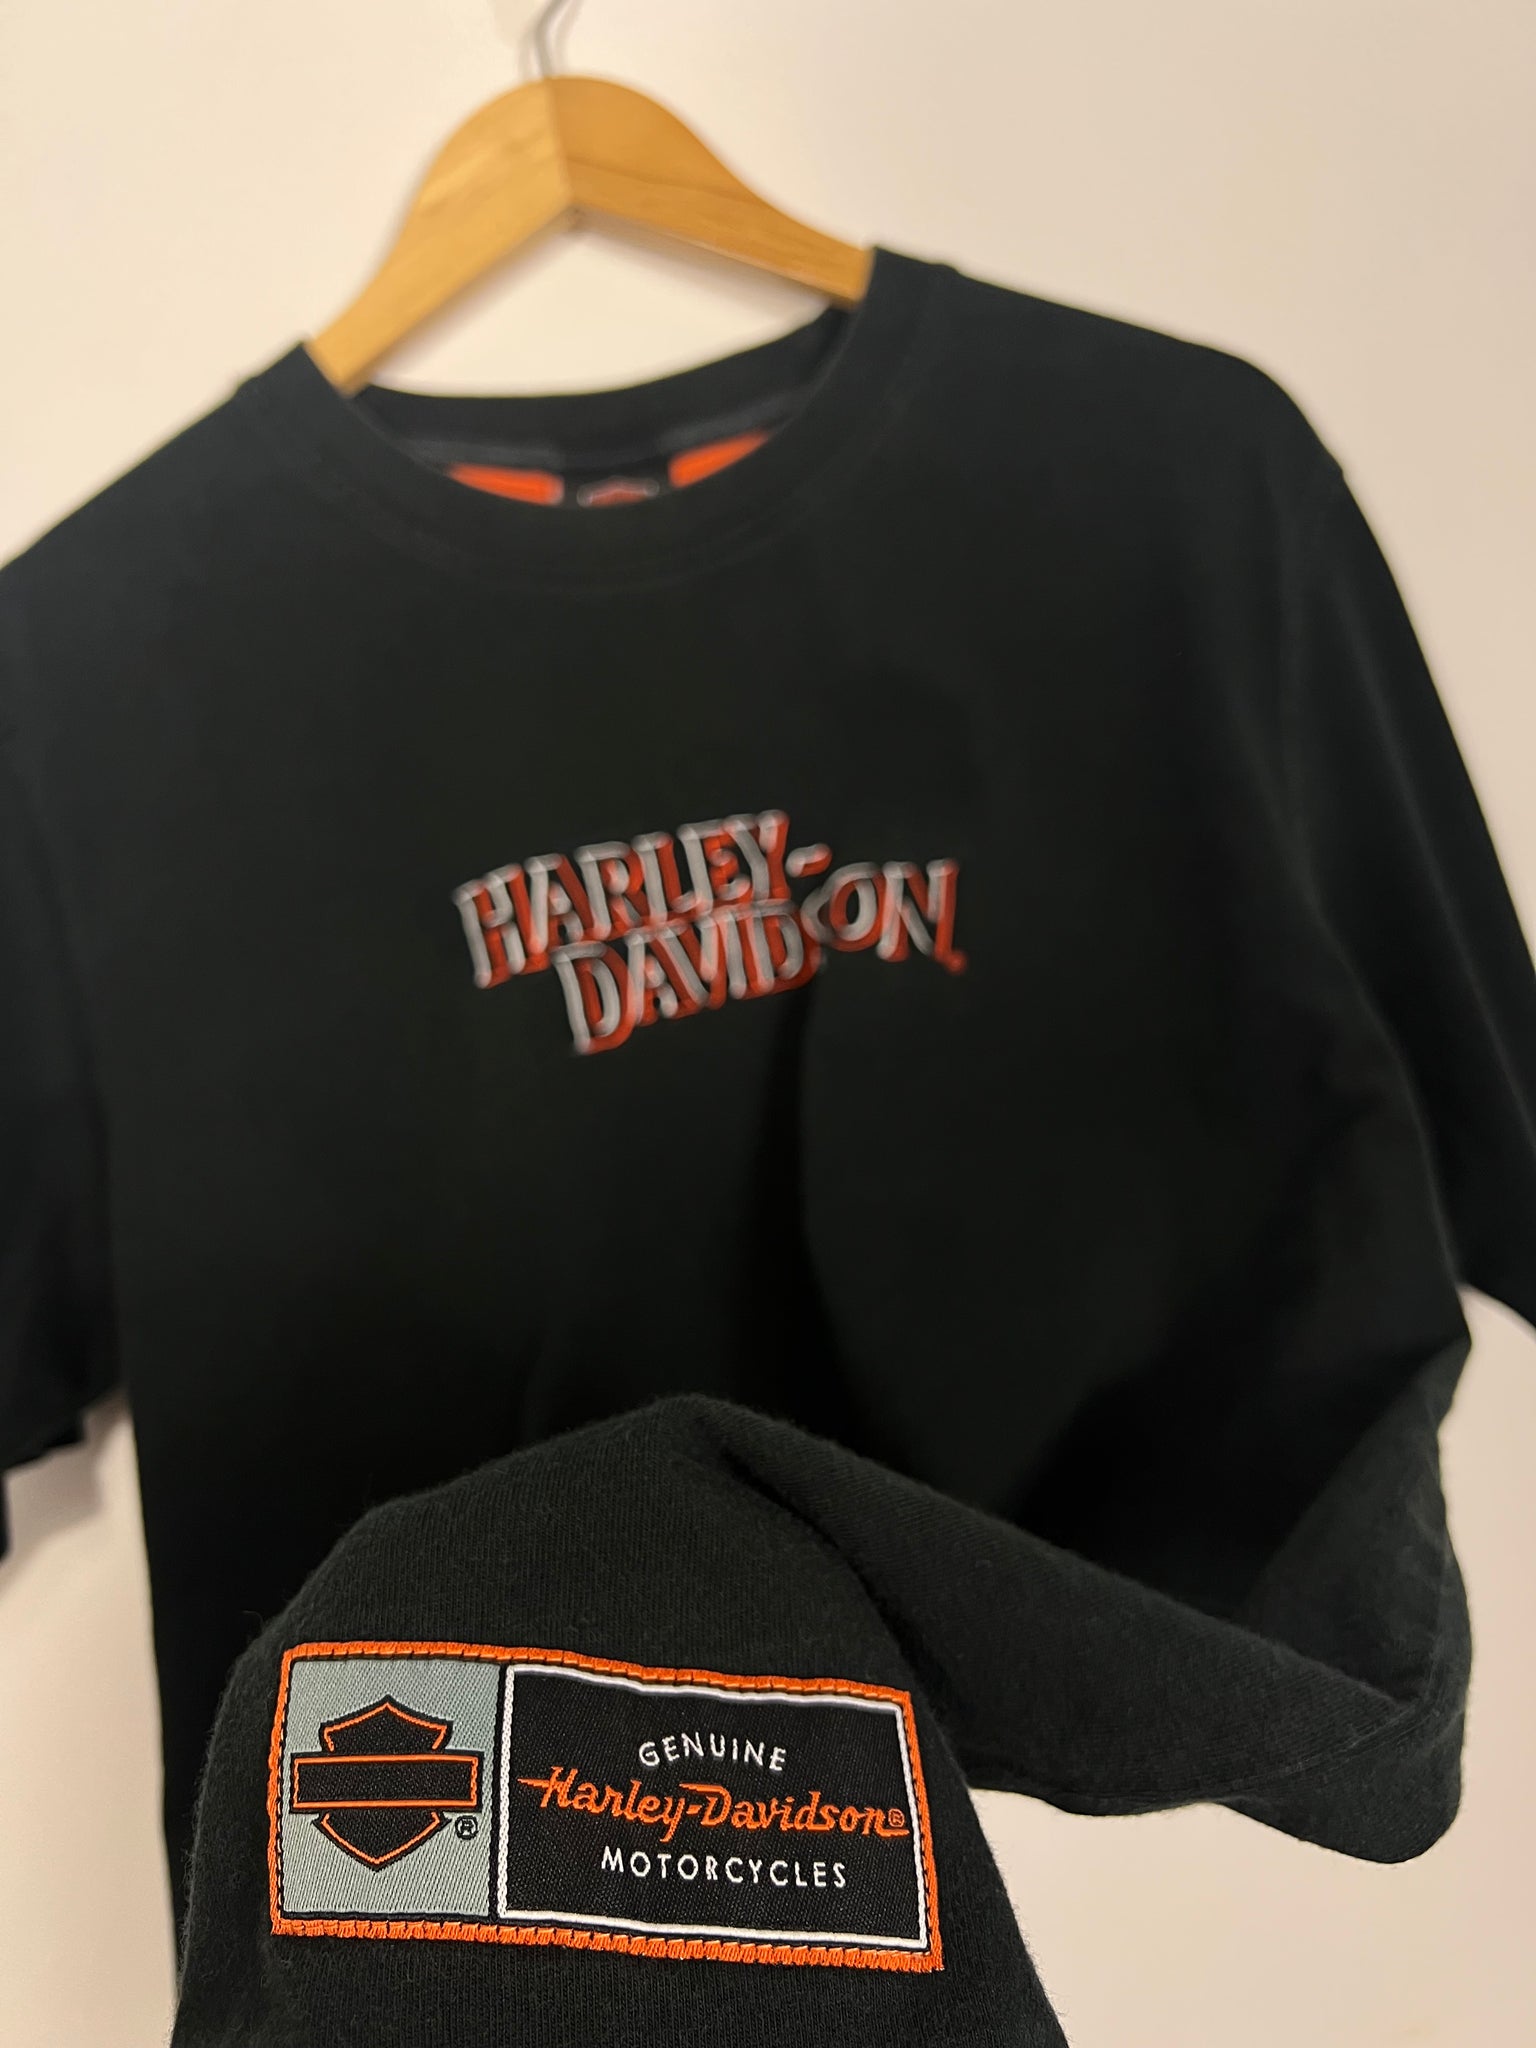 HARLEY-
DAVIDSON
GENUINE
Harley-Davidson®
MOTORCYCLES
®